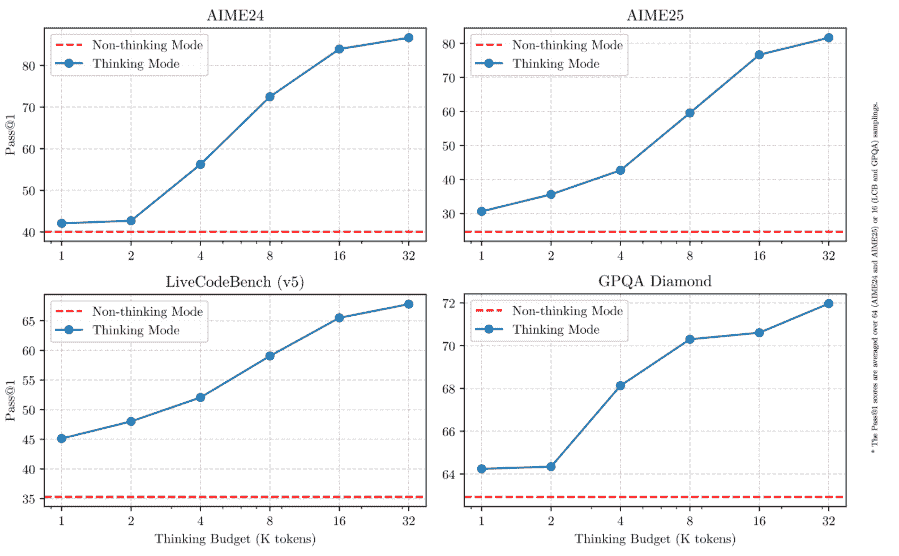 AIME24
Non-thinking Mode
Thinking Mode
Pass@1
80
70
60
50
40
1 2 4 8 16 32
AIME25
Non-thinking Mode
Thinking Mode
80
70
60
50
40
30
1 2 4 8 16 32
LiveCodeBench (v5)
Non-thinking Mode
Thinking Mode
Pass@1
65
60
55
50
45
40
35
1 2 4 8 16 32
Thinking Budget (K tokens)
GPQA Diamond
Non-thinking Mode
Thinking Mode
72
70
68
66
64
1 2 4 8 16 32
Thinking Budget (K tokens)
* The Pass@1 scores are averaged over 64 (AIME24 and AIME25) or 16 (LCB and GPQA) samplings.